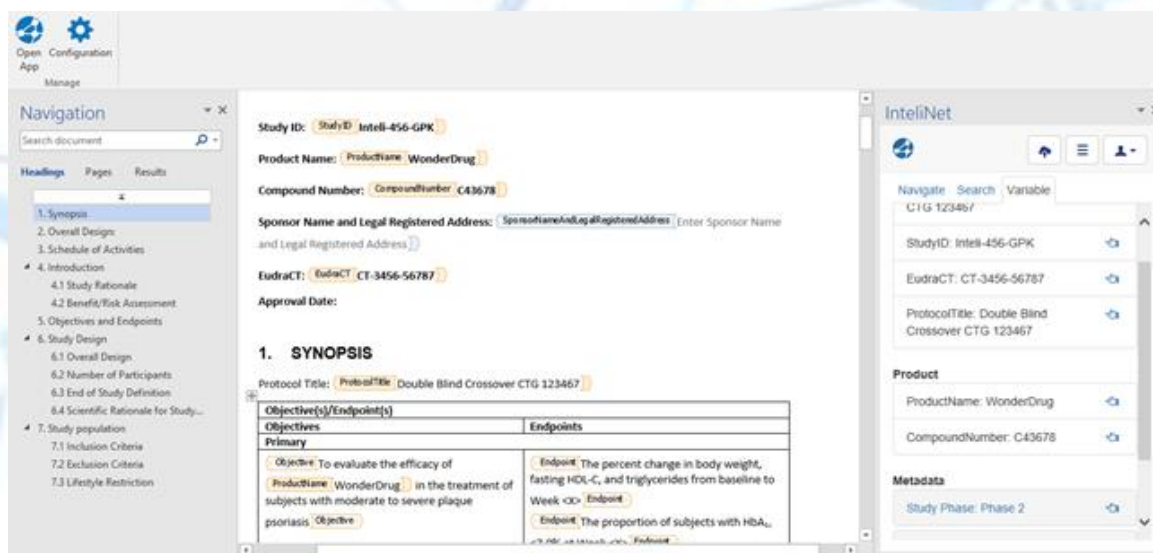 Open App
Configuration
Manage
Navigation
Search document
Headings Pages Results
1. Synopsis
2. Overall Design
3. Schedule of Activities
4. Introduction
4.1 Study Rationale
4.2 Benefit/Risk Assessment
5. Objectives and Endpoints
6. Study Design
6.1 Overall Design
6.2 Number of Participants
6.3 End of Study Definition
6.4 Scientific Rationale for Study...
7. Study population
7.1 Inclusion Criteria
7.2 Exclusion Criteria
7.3 Lifestyle Restriction
Study ID: StudyID Inteli-456-GPK
Product Name: ProductName WonderDrug
Compound Number: CompoundNumber C43678
Sponsor Name and Legal Registered Address: SponsorNameAndLegalRegisteredAddress Enter Sponsor Name
and Legal Registered Address
EudraCT: EudraCT CT-3456-56787
Approval Date:
1. SYNOPSIS
Protocol Title: ProtocolTitle Double Blind Crossover CTG 123467
Objective(s)/Endpoint(s)
Objectives Endpoints
Primary
Objective To evaluate the efficacy of
ProductName WonderDrug in the treatment of
subjects with moderate to severe plaque
psoriasis Objective
Endpoint The percent change in body weight,
fasting HDL-C, and triglycerides from baseline to
Week <X> Endpoint
Endpoint The proportion of subjects with HbA1c
<7.0% at Week <X> Endpoint
InteliNet
Navigate Search Variable
CTG 123467
StudyID: Inteli-456-GPK
EudraCT: CT-3456-56787
ProtocolTitle: Double Blind
Crossover CTG 123467
Product
ProductName: WonderDrug
CompoundNumber: C43678
Metadata
Study Phase: Phase 2